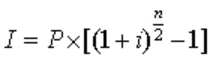 I = P×[(1+i)^{n/2} −1]